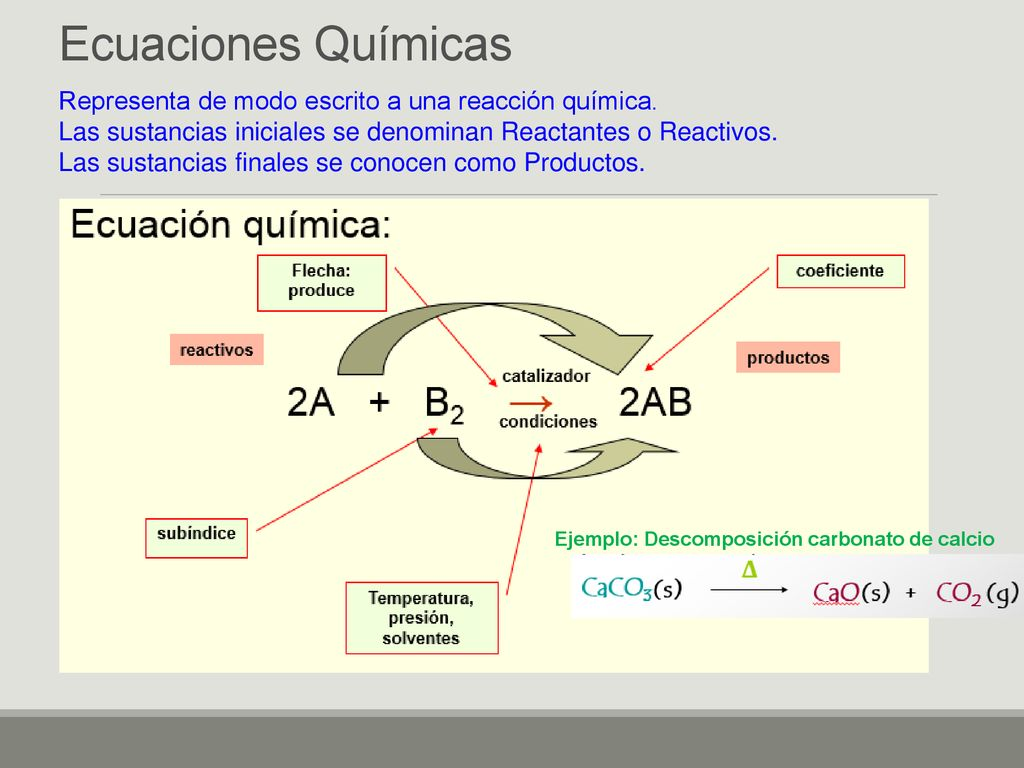 Ecuaciones Químicas
Representa de modo escrito a una reacción química.
Las sustancias iniciales se denominan Reactantes o Reactivos.
Las sustancias finales se conocen como Productos.
Ecuación química:
Flecha:
produce
coeficiente
reactivos
productos
catalizador
2A + B₂ → 2AB
condiciones
subíndice
Ejemplo: Descomposición carbonato de calcio
Δ
CaCO₃(s) → CaO(s) + CO₂(g)
Temperatura,
presión,
solventes